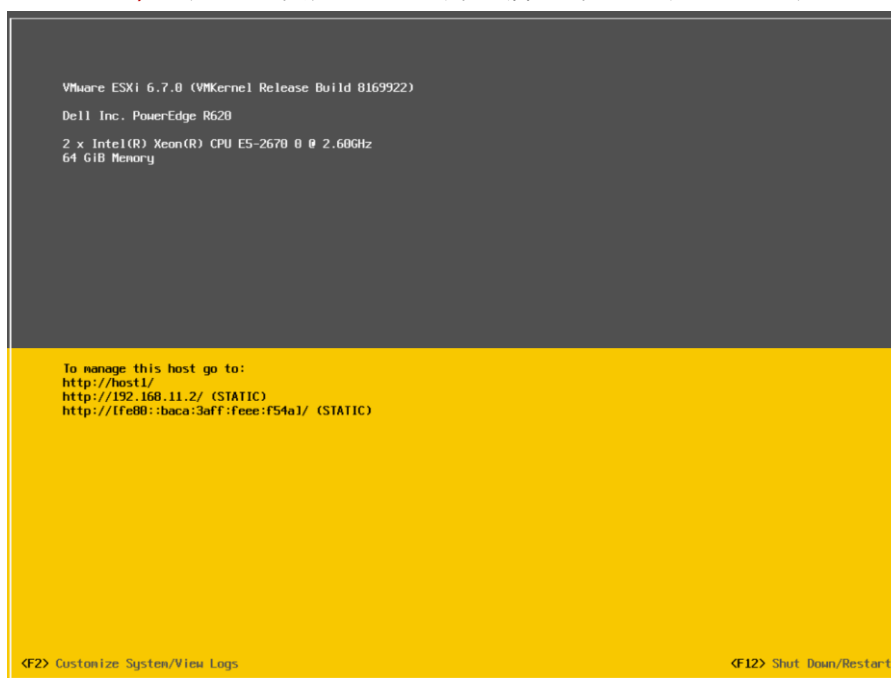 VMware ESXi 6.7.0 (VMKernel Release Build 8169922)
Dell Inc. PowerEdge R620
2 x Intel(R) Xeon(R) CPU E5-2670 0 @ 2.60GHz
64 GiB Memory
To manage this host go to:
http://host1/
http://192.168.11.2/ (STATIC)
http://[fe80::baca:3aff:feee:f54a]/ (STATIC)
<F2> Customize System/View Logs
<F12> Shut Down/Restart